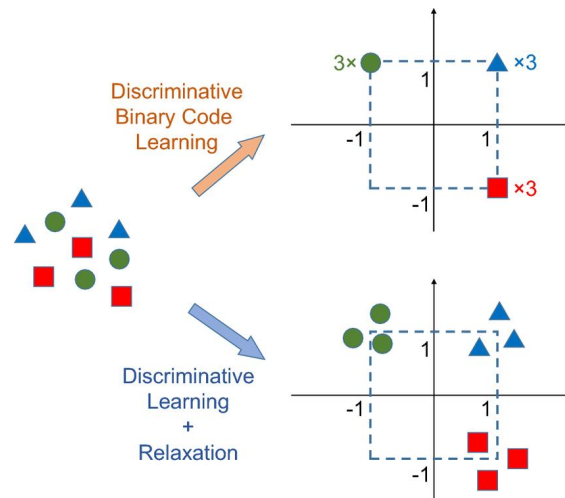 Discriminative
Binary Code
Learning
3×
×3
1
-1
1
-1
×3
Discriminative
Learning
+
Relaxation
1
-1
1
-1